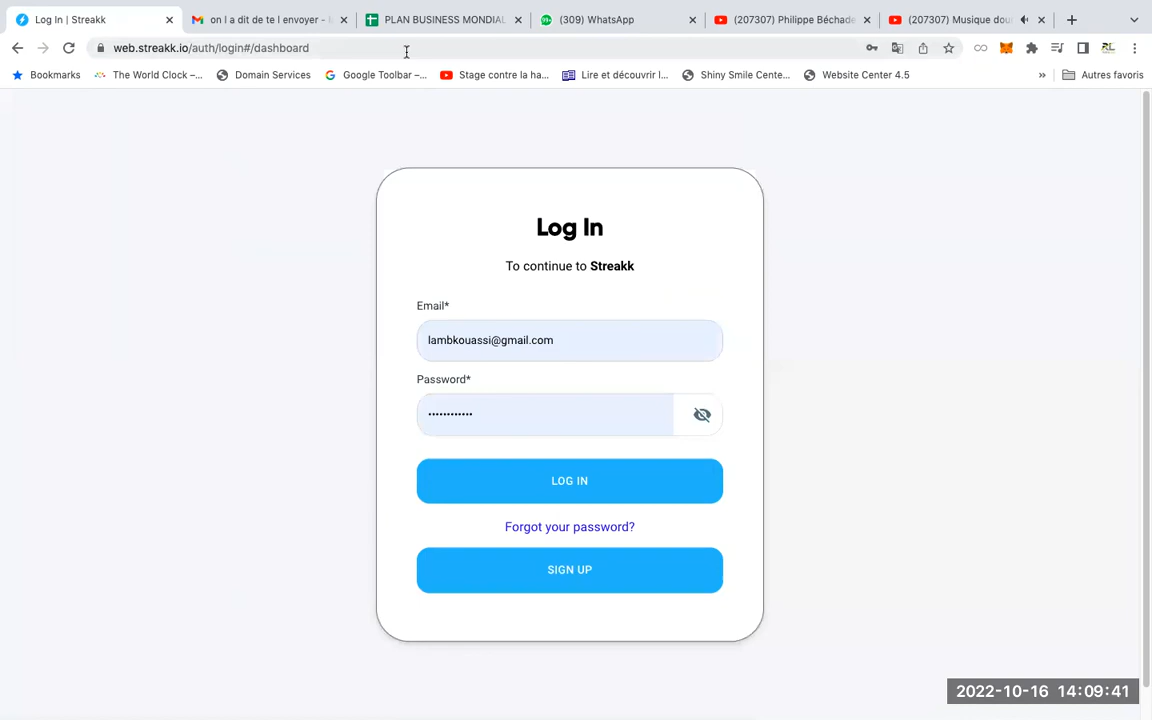 Log In | Streakk
on l a dit de te l envoyer -
PLAN BUSINESS MONDIAL
(309) WhatsApp
(207307) Philippe Béchade
(207307) Musique dou
web.streakk.io/auth/login#/dashboard
Bookmarks
The World Clock –...
Domain Services
Google Toolbar –...
Stage contre la ha...
Lire et découvrir l...
Shiny Smile Cente...
Website Center 4.5
»
Autres favoris
Log In
To continue to Streakk
Email*
lambkouassi@gmail.com
Password*
••••••••••••
LOG IN
Forgot your password?
SIGN UP
2022-10-16 14:09:41